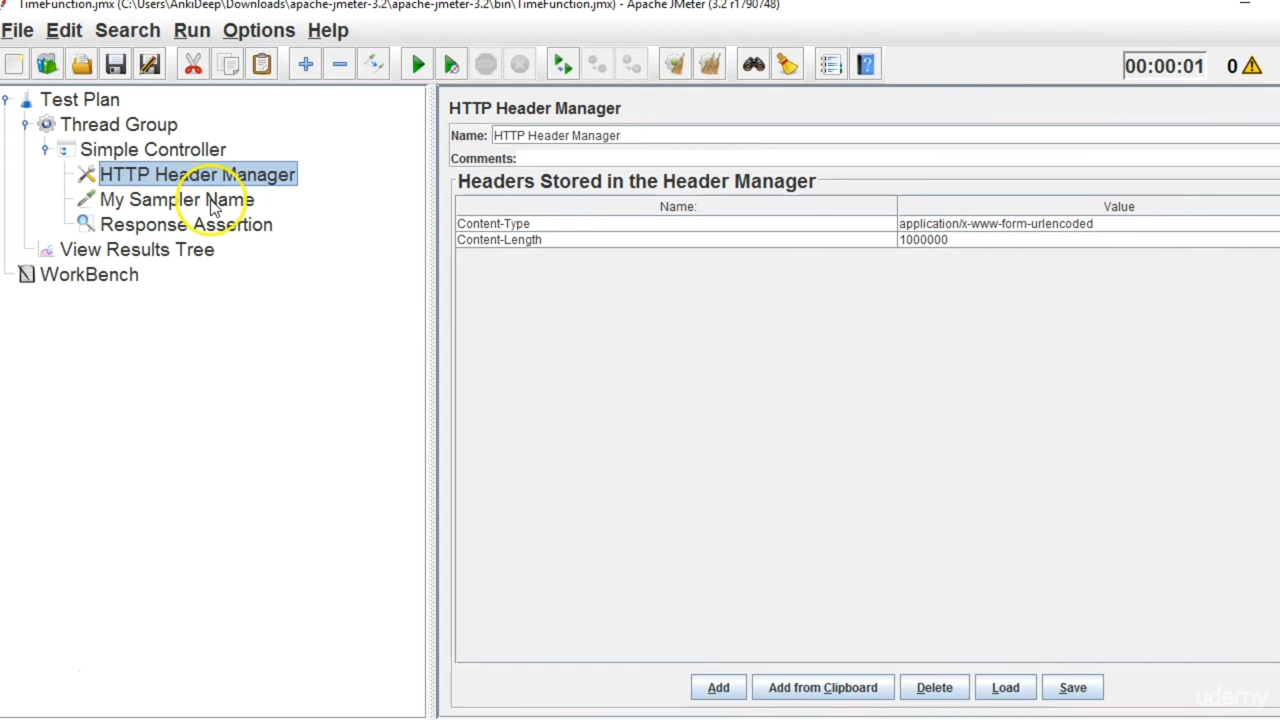 TimeFunction.jmx (C:\Users\AnkiDeep\Downloads\apache-jmeter-3.2\apache-jmeter-3.2\bin\TimeFunction.jmx) - Apache JMeter (3.2 r1790748)
File Edit Search Run Options Help
00:00:01 0
Test Plan
Thread Group
Simple Controller
HTTP Header Manager
My Sampler Name
Response Assertion
View Results Tree
WorkBench
HTTP Header Manager
Name: HTTP Header Manager
Comments:
Headers Stored in the Header Manager
Name: Value
Content-Type application/x-www-form-urlencoded
Content-Length 1000000
Add Add from Clipboard Delete Load Save
udemy